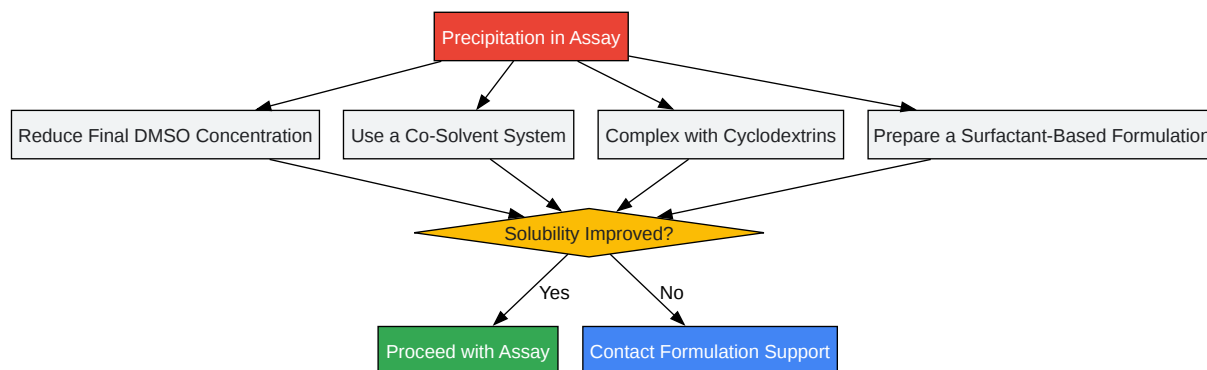 Precipitation in Assay
Reduce Final DMSO Concentration
Use a Co-Solvent System
Complex with Cyclodextrins
Prepare a Surfactant-Based Formulation
Solubility Improved?
Yes
No
Proceed with Assay
Contact Formulation Support